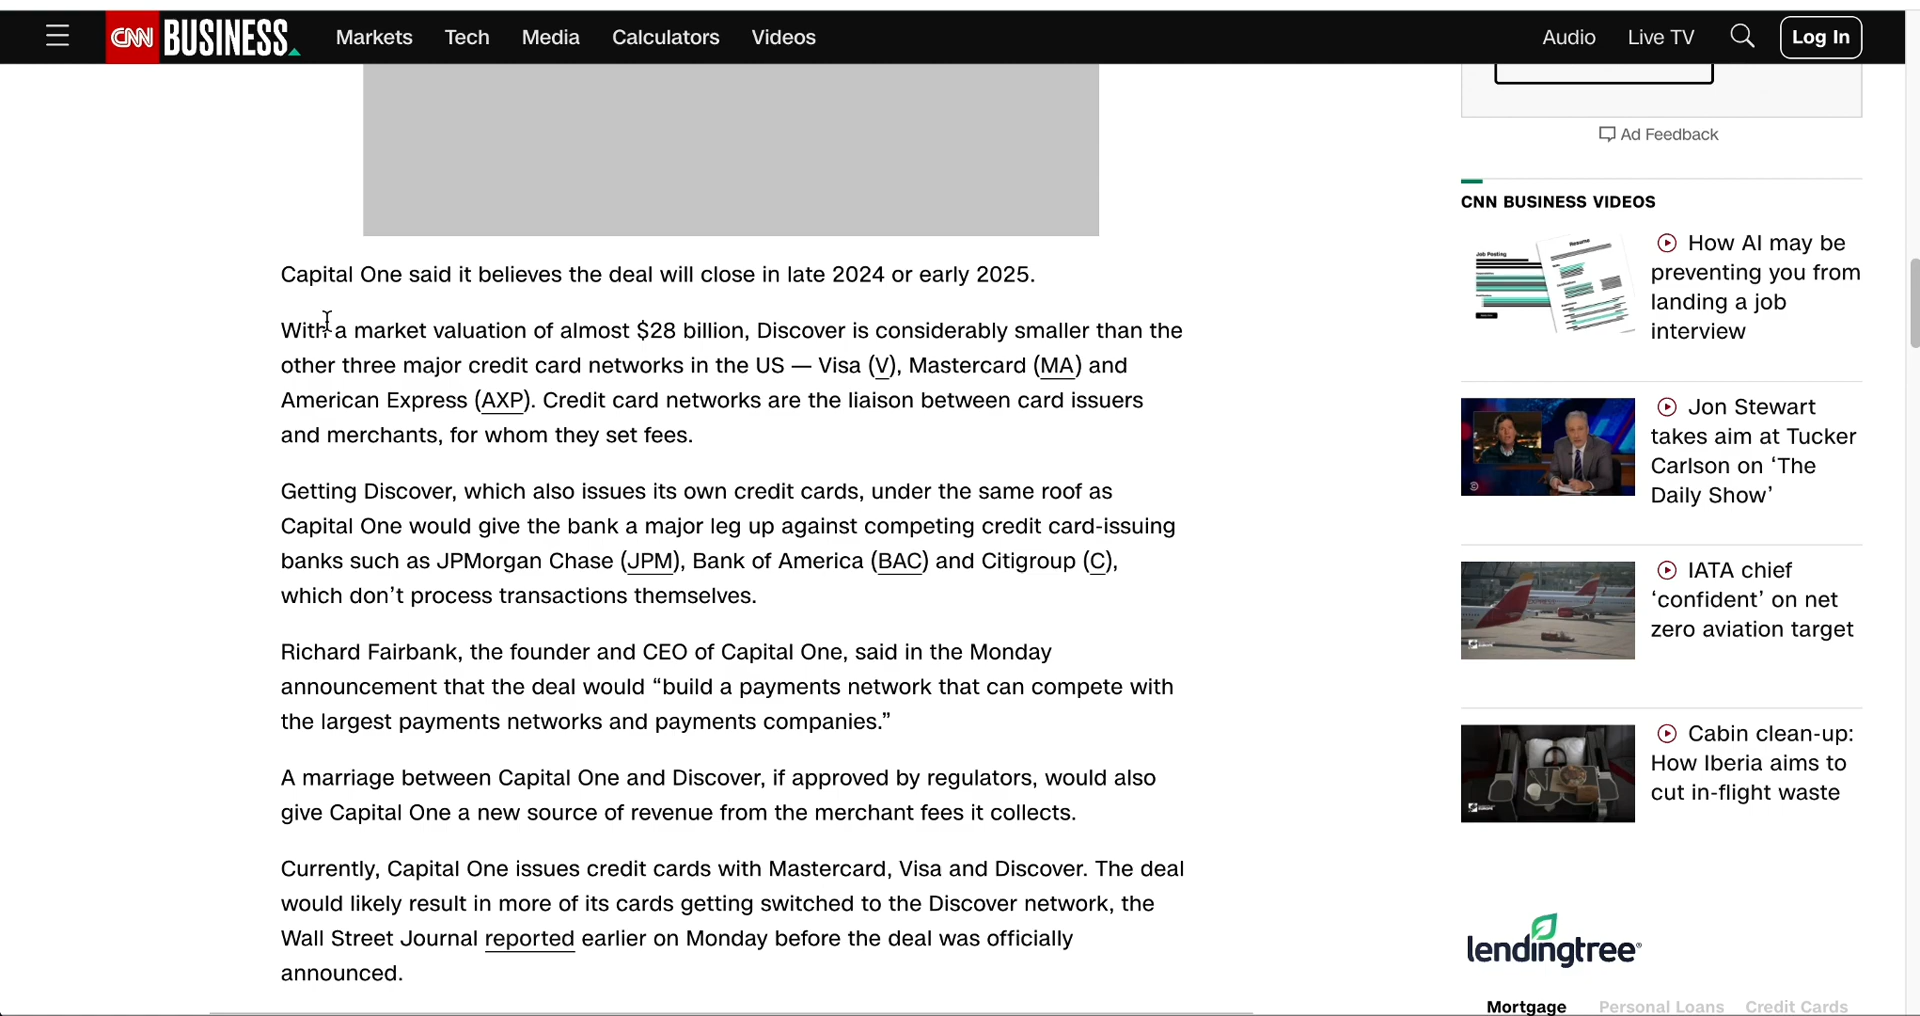 CNN BUSINESS
Markets Tech Media Calculators Videos
Audio Live TV Log In
Ad Feedback
Capital One said it believes the deal will close in late 2024 or early 2025.
With a market valuation of almost $28 billion, Discover is considerably smaller than the
other three major credit card networks in the US — Visa (V), Mastercard (MA) and
American Express (AXP). Credit card networks are the liaison between card issuers
and merchants, for whom they set fees.
Getting Discover, which also issues its own credit cards, under the same roof as
Capital One would give the bank a major leg up against competing credit card-issuing
banks such as JPMorgan Chase (JPM), Bank of America (BAC) and Citigroup (C),
which don’t process transactions themselves.
Richard Fairbank, the founder and CEO of Capital One, said in the Monday
announcement that the deal would “build a payments network that can compete with
the largest payments networks and payments companies.”
A marriage between Capital One and Discover, if approved by regulators, would also
give Capital One a new source of revenue from the merchant fees it collects.
Currently, Capital One issues credit cards with Mastercard, Visa and Discover. The deal
would likely result in more of its cards getting switched to the Discover network, the
Wall Street Journal reported earlier on Monday before the deal was officially
announced.
CNN BUSINESS VIDEOS
Job Posting
Resume
How AI may be
preventing you from
landing a job
interview
Jon Stewart
takes aim at Tucker
Carlson on ‘The
Daily Show’
IATA chief
‘confident’ on net
zero aviation target
Cabin clean-up:
How Iberia aims to
cut in-flight waste
lendingtree
Mortgage Personal Loans Credit Cards